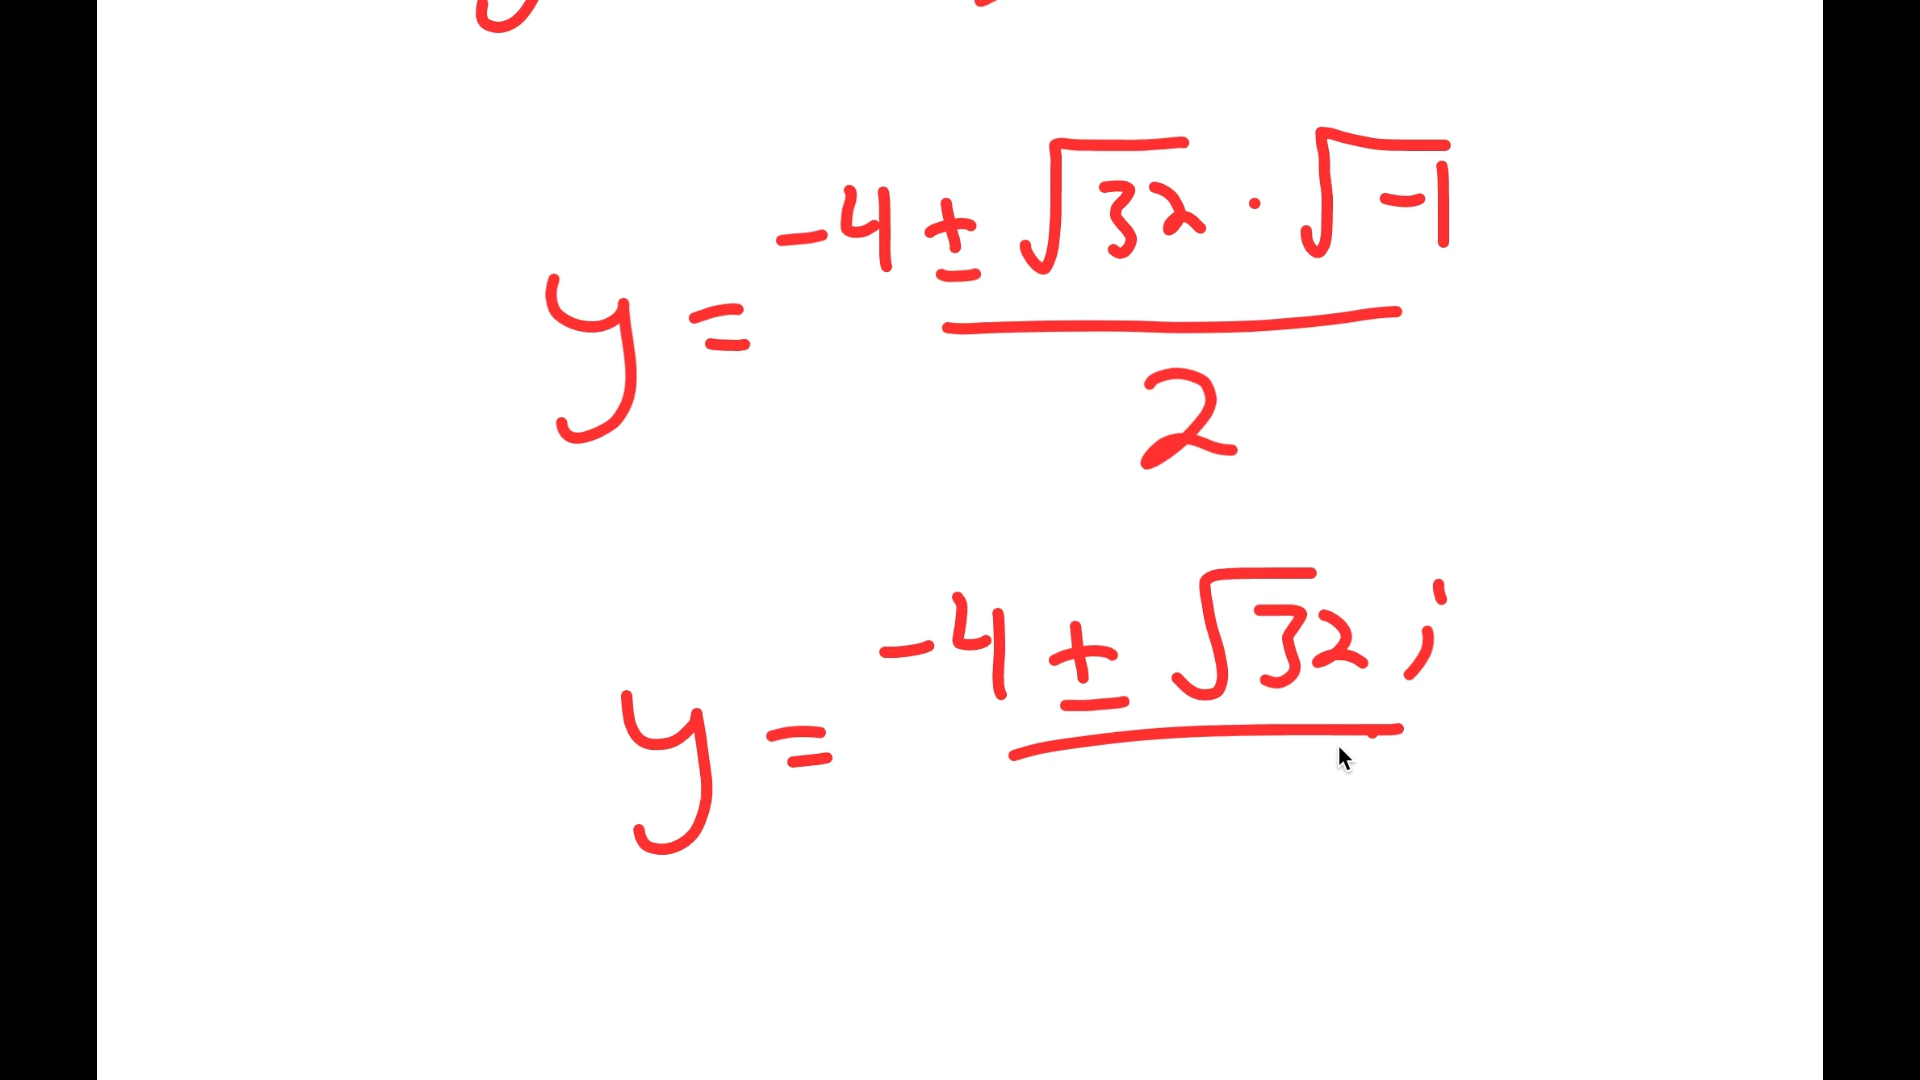 y = -4 ± √32 · √-1
2
y = -4 ± √32 i